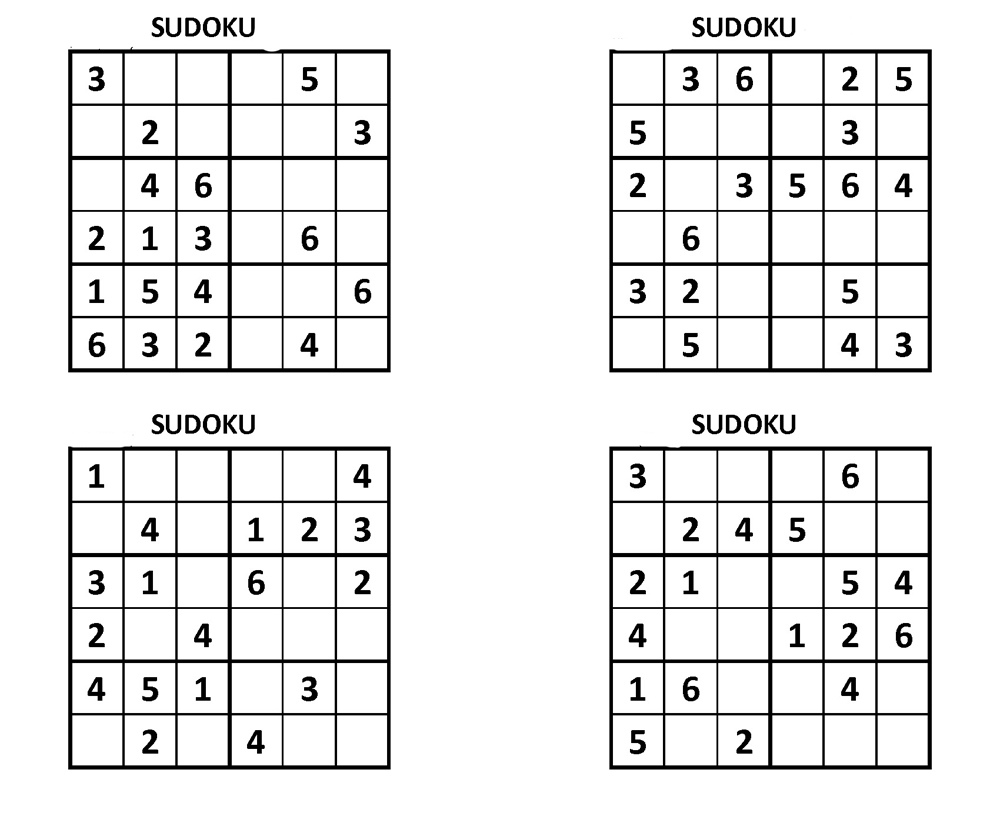 SUDOKU
3 5
2 3
4 6
2 1 3 6
1 5 4 6
6 3 2 4
SUDOKU
3 6 2 5
5 3
2 3 5 6 4
6
3 2 5
5 4 3
SUDOKU
1 4
4 1 2 3
3 1 6 2
2 4
4 5 1 3
2 4
SUDOKU
3 6
2 4 5
2 1 5 4
4 1 2 6
1 6 4
5 2